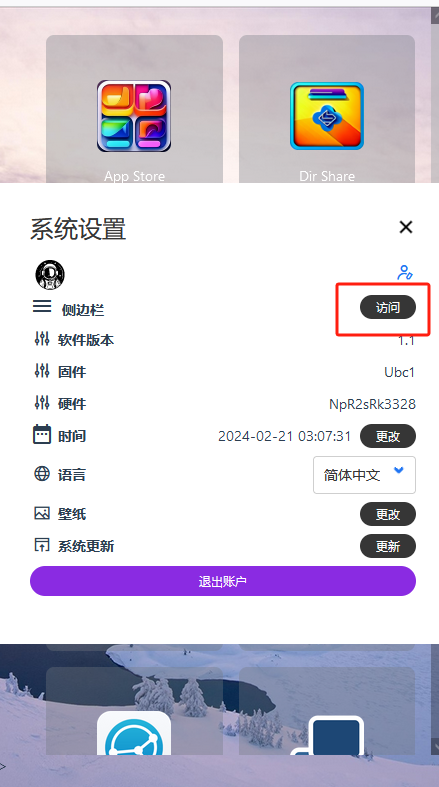 App Store
Dir Share
系统设置
侧边栏 访问
软件版本 1.1
固件 Ubc1
硬件 NpR2sRk3328
时间 2024-02-21 03:07:31 更改
语言 简体中文
壁纸 更改
系统更新 更新
退出账户